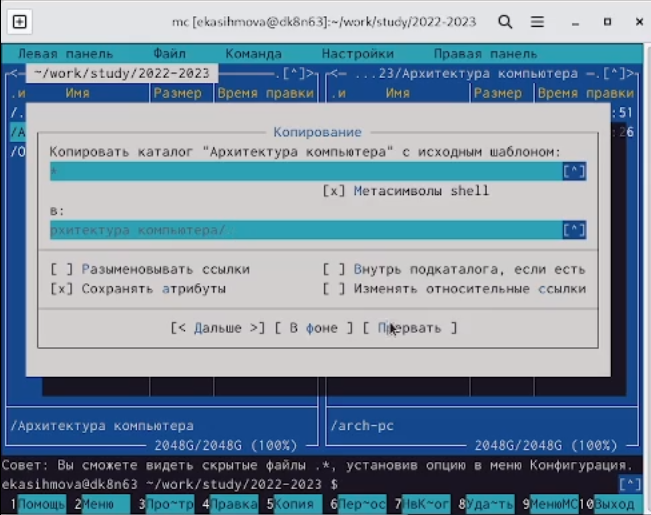 mc [ekasihmova@dk8n63]:~/work/study/2022-2023
Левая панель Файл Команда Настройки Правая панель
~/work/study/2022-2023 .[^]> <─ ...23/Архитектура компьютера ─.[^]>
.и Имя Размер Время правки .и Имя Размер Время правки
/. :51
/А :26
/О
Копирование
Копировать каталог "Архитектура компьютера" с исходным шаблоном:
* [^]
[x] Метасимволы shell
в:
рхитектура компьютера/ [^]
[ ] Разыменовывать ссылки [ ] Внутрь подкаталога, если есть
[x] Сохранять атрибуты [ ] Изменять относительные ссылки
[< Дальше >] [ В фоне ] [ Прервать ]
/Архитектура компьютера /arch-pc
2048G/2048G (100%) 2048G/2048G (100%)
Совет: Вы сможете видеть скрытые файлы .*, установив опцию в меню Конфигурация.
ekasihmova@dk8n63 ~/work/study/2022-2023 $ [^]
1Помощь 2Меню 3Про~тр 4Правка 5Копия 6Пер~ос 7НвК~ог 8Уда~ть 9МенюMC 10Выход